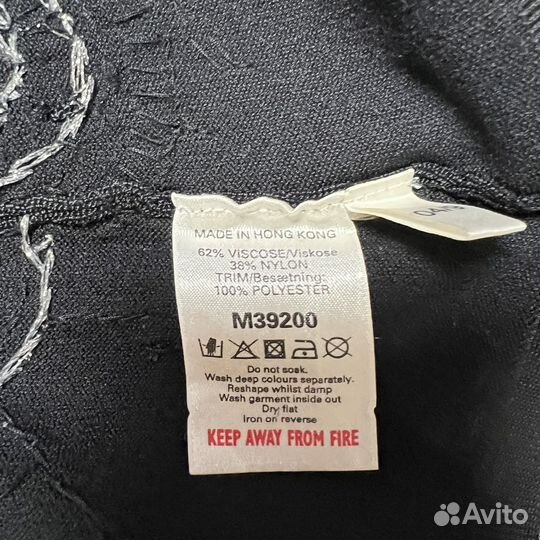 MADE IN HONG KONG
62% VISCOSE/Viskose
38% NYLON
TRIM/Besætning:
100% POLYESTER
M39200
Do not soak.
Wash deep colours separately.
Reshape whilst damp
Wash garment inside out
Dry flat
Iron on reverse
KEEP AWAY FROM FIRE
Avito